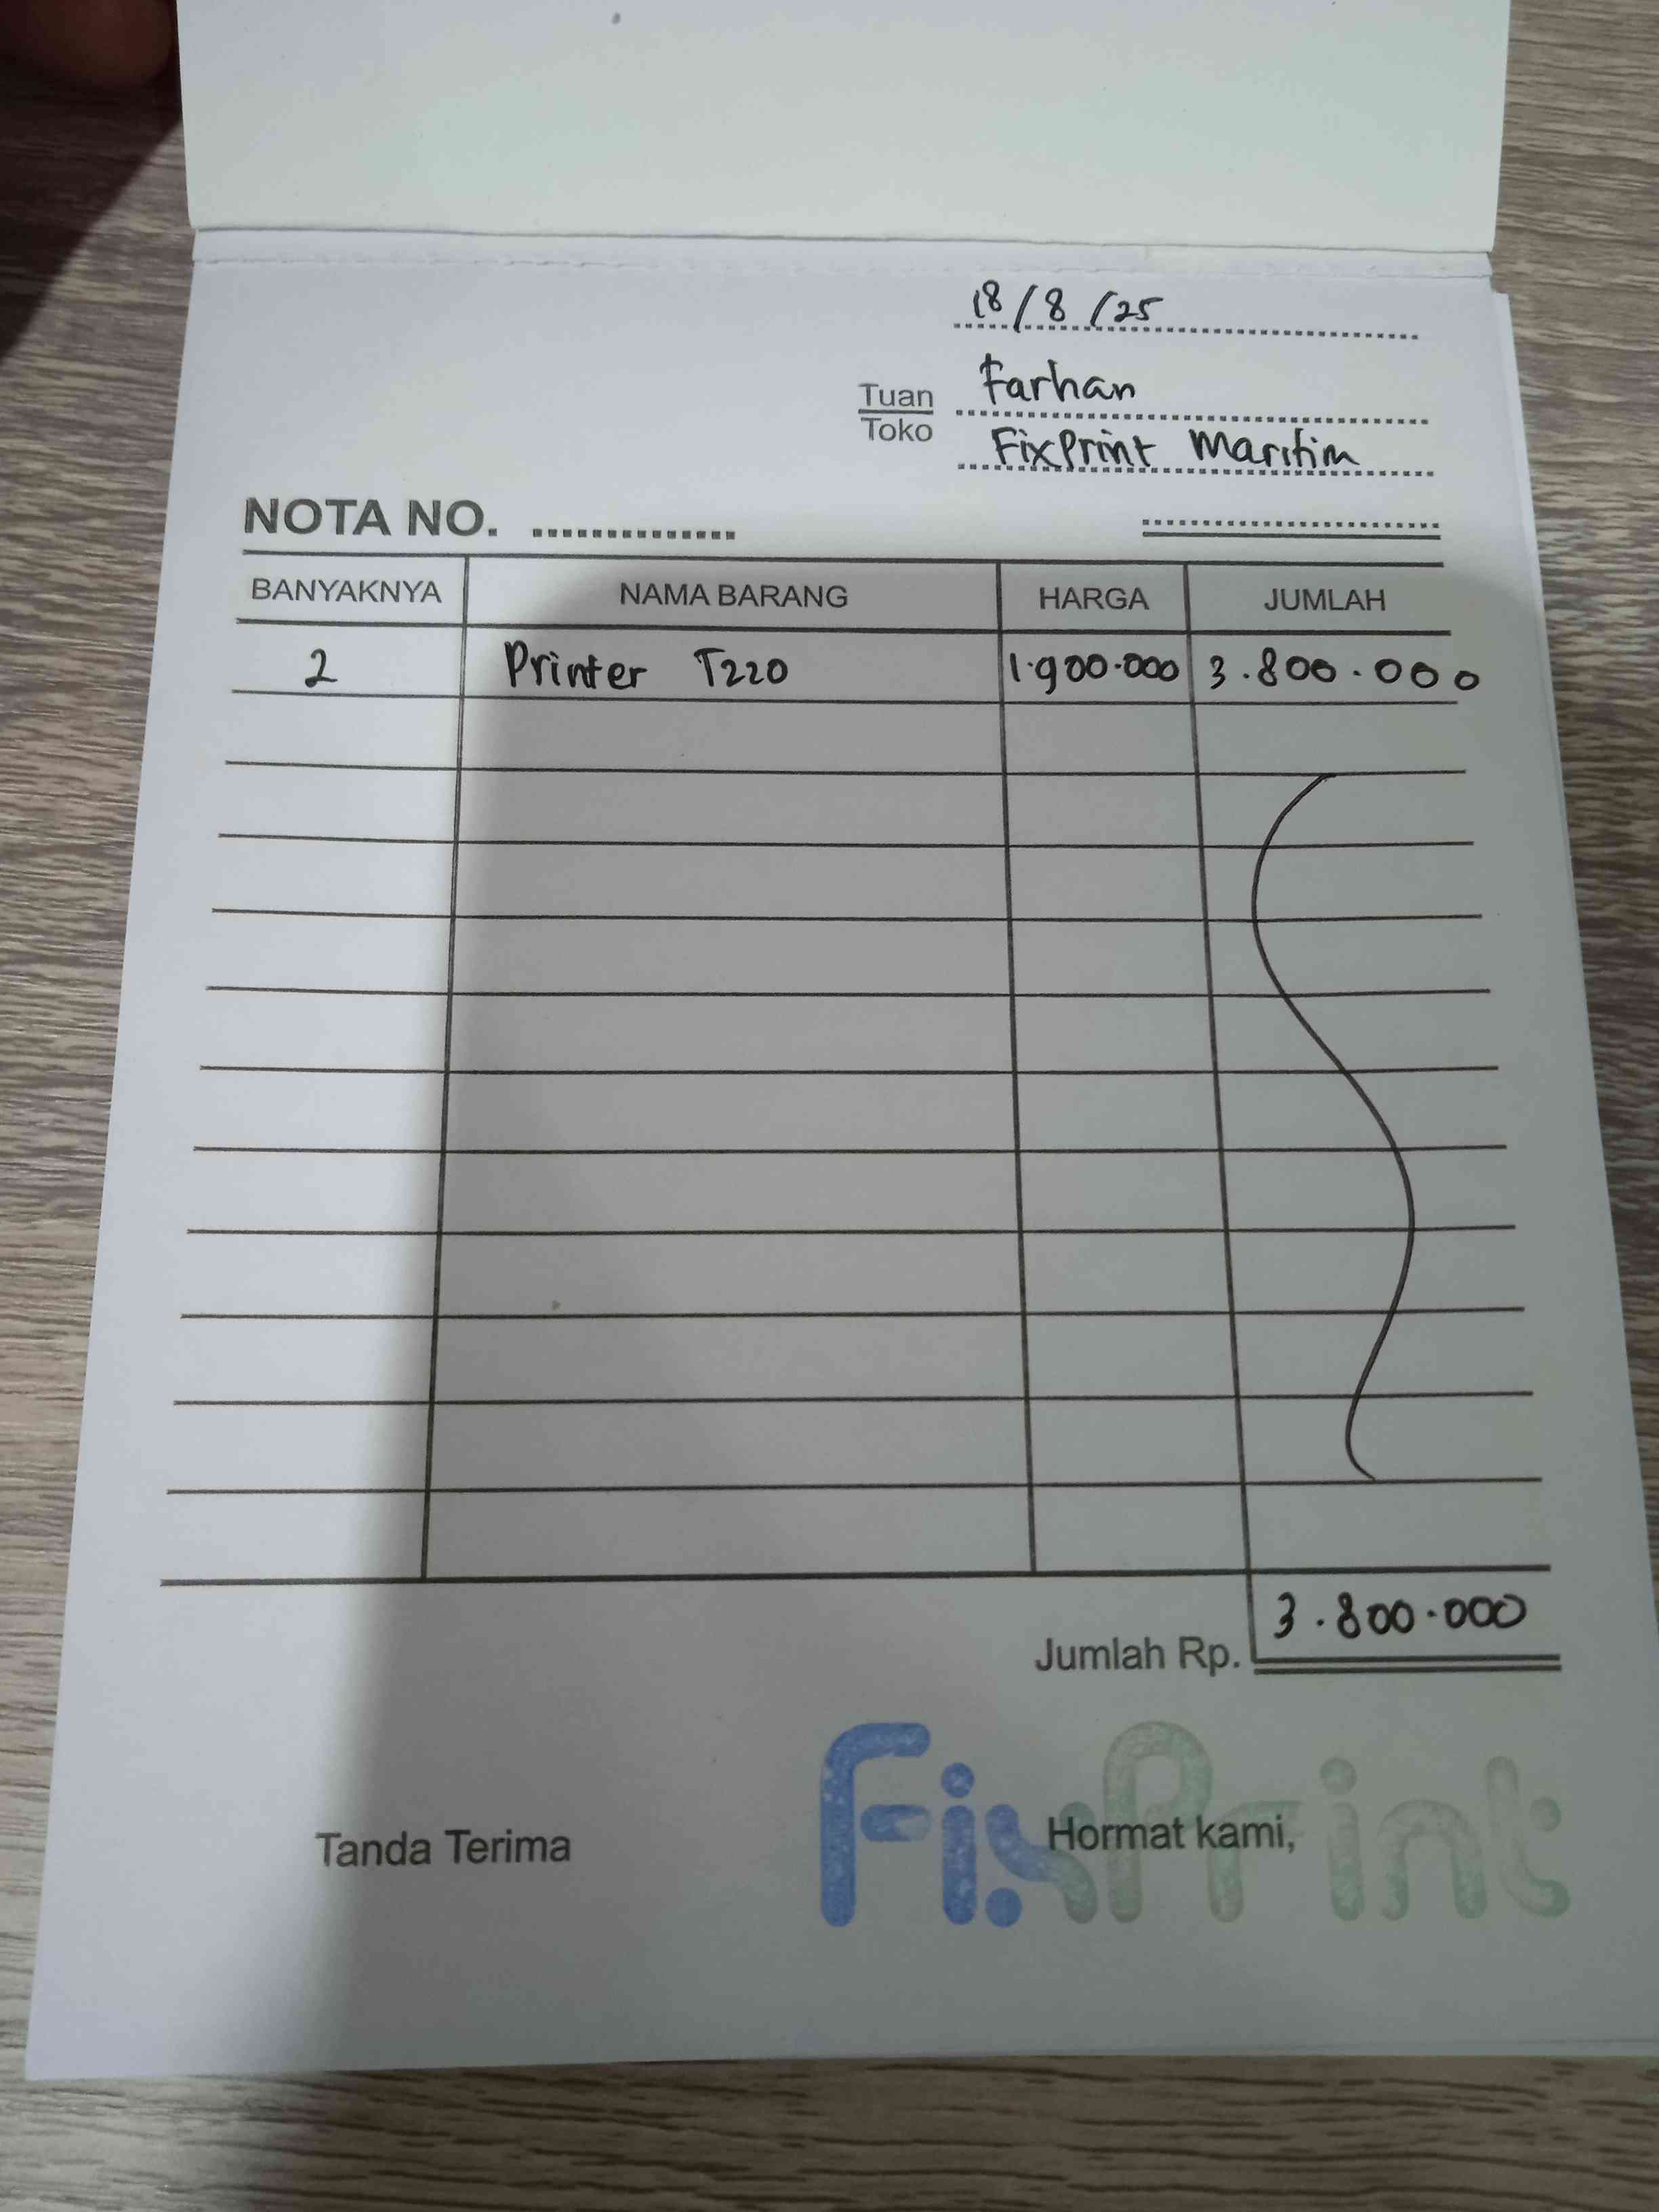 18/8/25
Tuan Farhan
Toko FixPrint Maritim
NOTA NO. ..............
BANYAKNYA NAMA BARANG HARGA JUMLAH
2 Printer T220 1.900.000 3.800.000
Jumlah Rp. 3.800.000
FixPrint
Tanda Terima Hormat kami,